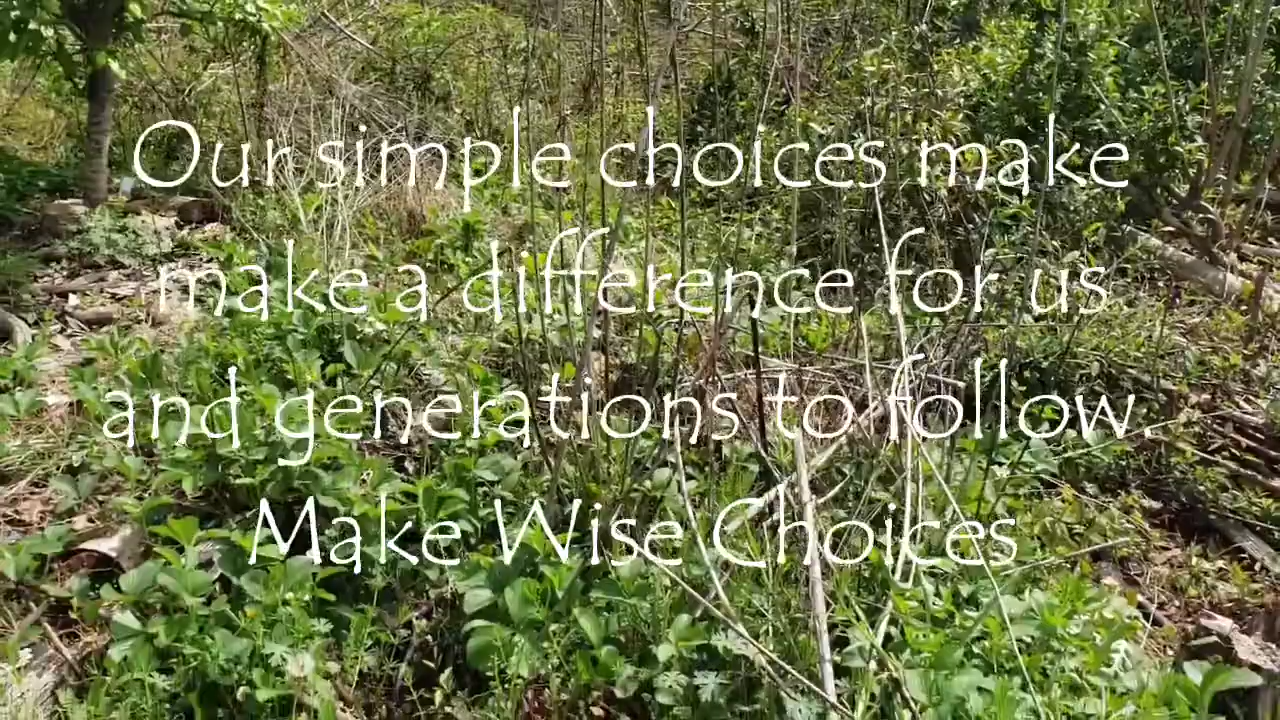 Our simple choices make
make a difference for us
and generations to follow.
Make Wise Choices